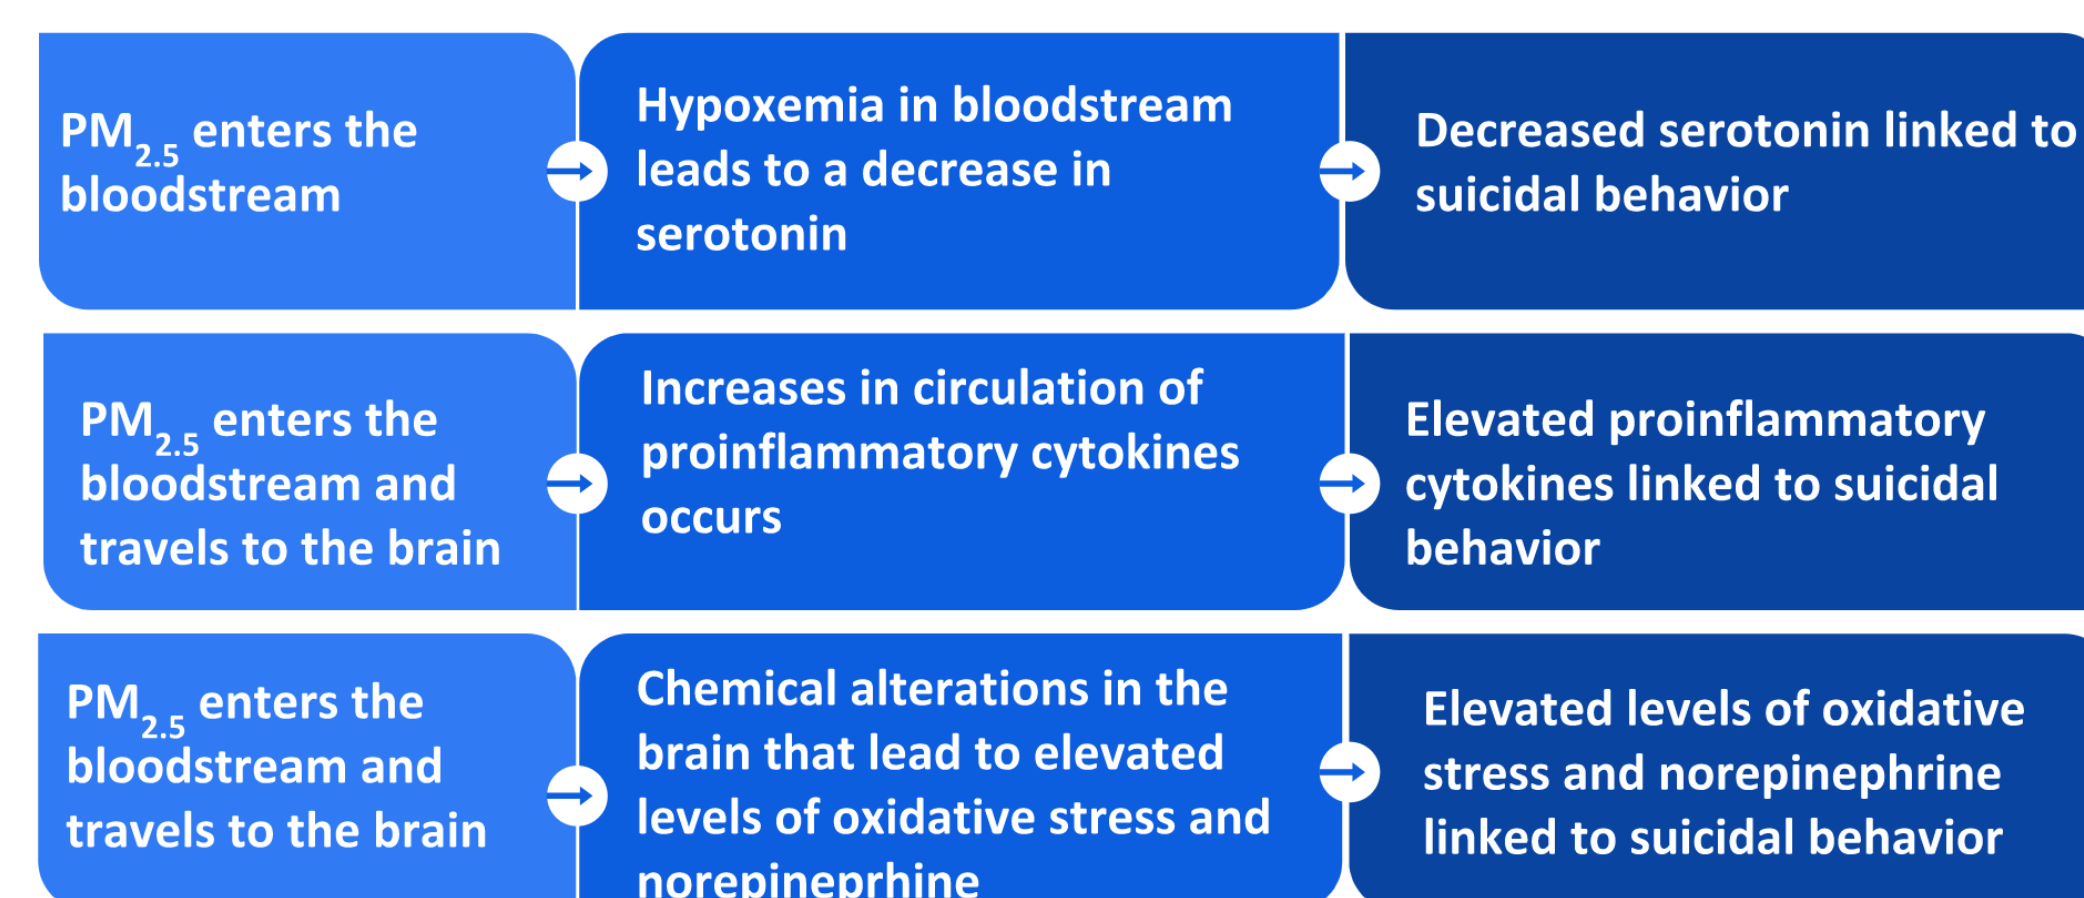 PM2.5 enters the
bloodstream
Hypoxemia in bloodstream
leads to a decrease in
serotonin
Decreased serotonin linked to
suicidal behavior
PM2.5 enters the
bloodstream and
travels to the brain
Increases in circulation of
proinflammatory cytokines
occurs
Elevated proinflammatory
cytokines linked to suicidal
behavior
PM2.5 enters the
bloodstream and
travels to the brain
Chemical alterations in the
brain that lead to elevated
levels of oxidative stress and
norepineprhine
Elevated levels of oxidative
stress and norepinephrine
linked to suicidal behavior